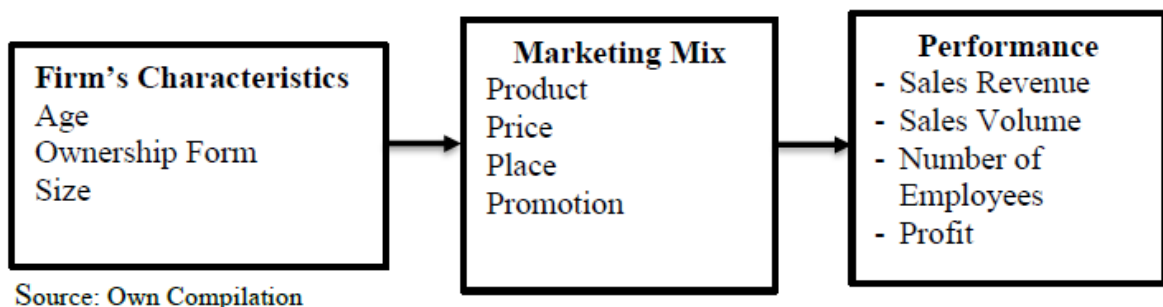 Firm's Characteristics
Age
Ownership Form
Size
Marketing Mix
Product
Price
Place
Promotion
Performance
- Sales Revenue
- Sales Volume
- Number of
Employees
- Profit
Source: Own Compilation